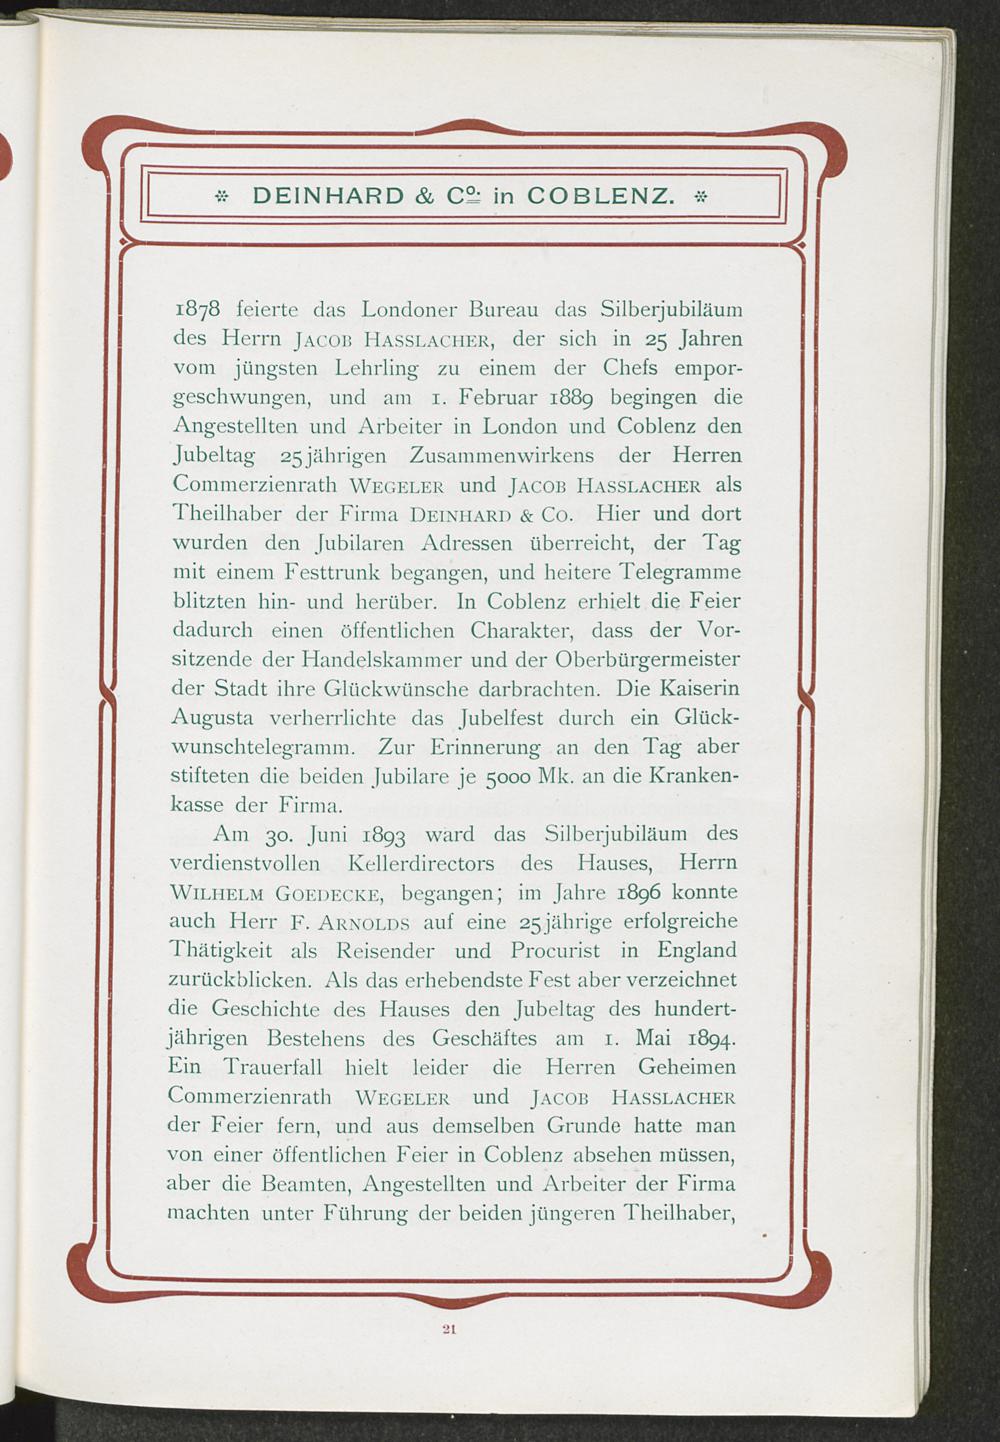 * DEINHARD & Co. in COBLENZ. *
1878 feierte das Londoner Bureau das Silberjubiläum
des Herrn JACOB HASSLACHER, der sich in 25 Jahren
vom jüngsten Lehrling zu einem der Chefs empor-
geschwungen, und am 1. Februar 1889 begingen die
Angestellten und Arbeiter in London und Coblenz den
Jubeltag 25jährigen Zusammenwirkens der Herren
Commerzienrath WEGELER und JACOB HASSLACHER als
Theilhaber der Firma DEINHARD & CO. Hier und dort
wurden den Jubilaren Adressen überreicht, der Tag
mit einem Festtrunk begangen, und heitere Telegramme
blitzten hin- und herüber. In Coblenz erhielt die Feier
dadurch einen öffentlichen Charakter, dass der Vor-
sitzende der Handelskammer und der Oberbürgermeister
der Stadt ihre Glückwünsche darbrachten. Die Kaiserin
Augusta verherrlichte das Jubelfest durch ein Glück-
wunschtelegramm. Zur Erinnerung an den Tag aber
stifteten die beiden Jubilare je 5000 Mk. an die Kranken-
kasse der Firma.
Am 30. Juni 1893 ward das Silberjubiläum des
verdienstvollen Kellerdirectors des Hauses, Herrn
WILHELM GOEDECKE, begangen; im Jahre 1896 konnte
auch Herr F. ARNOLDS auf eine 25jährige erfolgreiche
Thätigkeit als Reisender und Procurist in England
zurückblicken. Als das erhebendste Fest aber verzeichnet
die Geschichte des Hauses den Jubeltag des hundert-
jährigen Bestehens des Geschäftes am 1. Mai 1894.
Ein Trauerfall hielt leider die Herren Geheimen
Commerzienrath WEGELER und JACOB HASSLACHER
der Feier fern, und aus demselben Grunde hatte man
von einer öffentlichen Feier in Coblenz absehen müssen,
aber die Beamten, Angestellten und Arbeiter der Firma
machten unter Führung der beiden jüngeren Theilhaber,
21